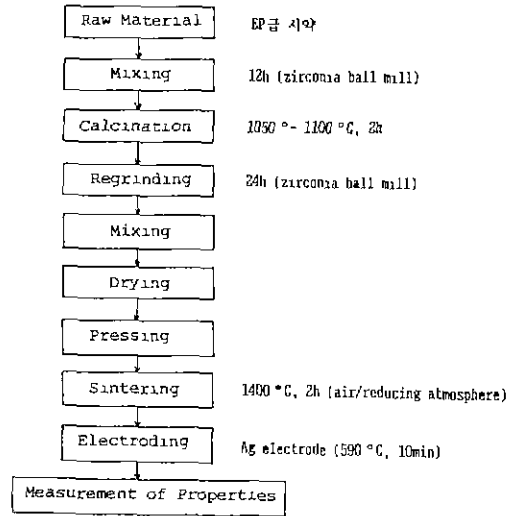 Raw Material EP급 시약
Mixing 12h (zirconia ball mill)
Calcination 1050 °- 1100 °C, 2h
Regrinding 24h (zirconia ball mill)
Mixing
Drying
Pressing
Sintering 1400 °C, 2h (air/reducing atmosphere)
Electroding Ag electrode (590 °C, 10min)
Measurement of Properties